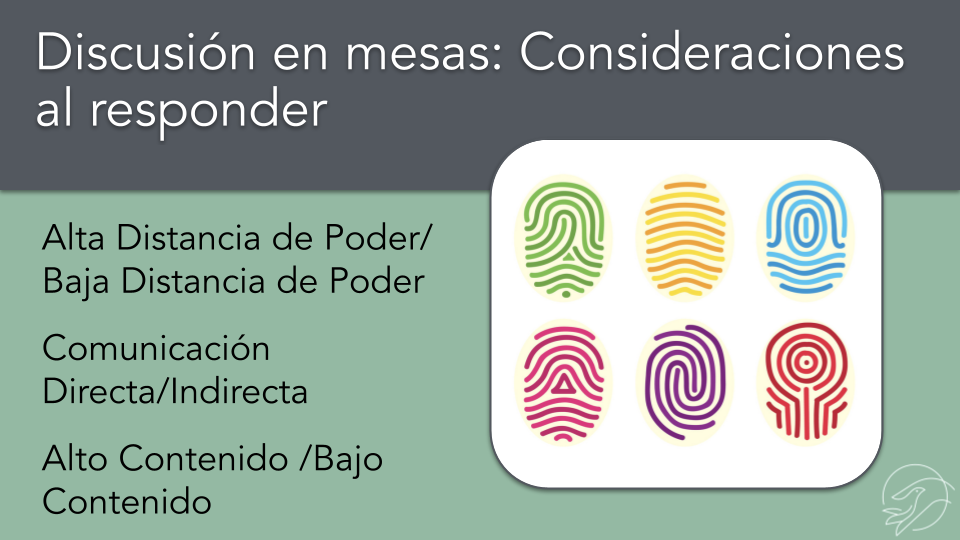 Discusión en mesas: Consideraciones
al responder
Alta Distancia de Poder/
Baja Distancia de Poder
Comunicación
Directa/Indirecta
Alto Contenido /Bajo
Contenido